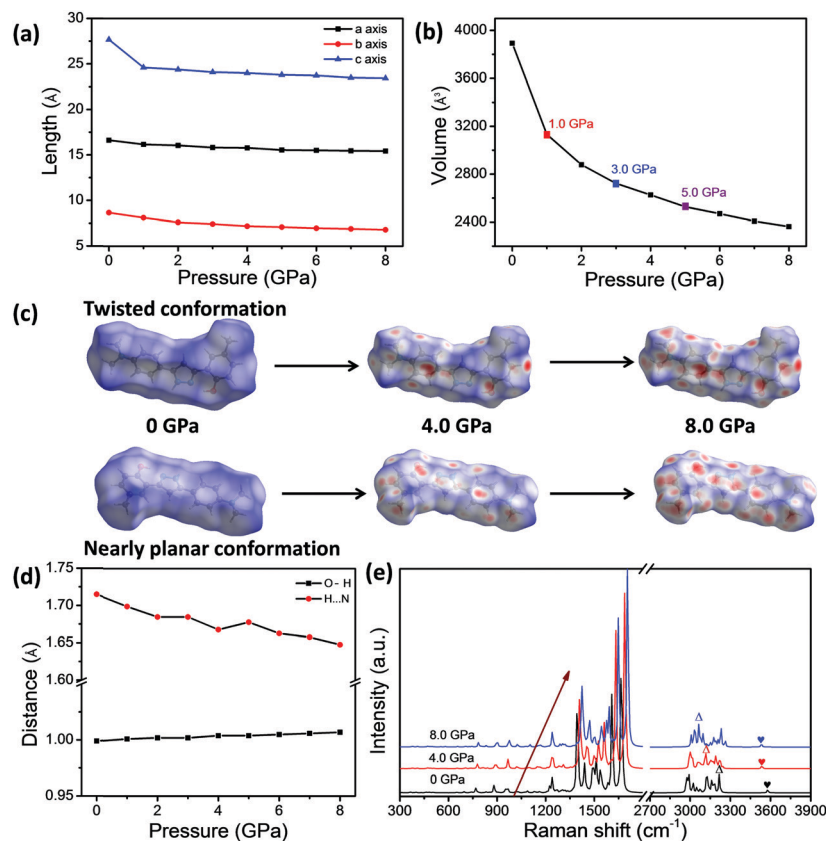 (a)
a axis
b axis
c axis
30
25
20
15
10
5
Length (Å)
0 2 4 6 8
Pressure (GPa)
(b)
4000
3200
2800
3600
2400
Volume (Å³)
1.0 GPa
3.0 GPa
5.0 GPa
0 2 4 6 8
Pressure (GPa)
(c)
Twisted conformation
0 GPa 4.0 GPa 8.0 GPa
Nearly planar conformation
(d)
O- H
H...N
1.75
1.70
1.65
1.60
1.00
0.95
Distance (Å)
0 2 4 6 8
Pressure (GPa)
(e)
Intensity (a.u.)
8.0 GPa
4.0 GPa
0 GPa
300 600 900 1200 1500 3000 3300 3600 3900
Raman shift (cm⁻¹)